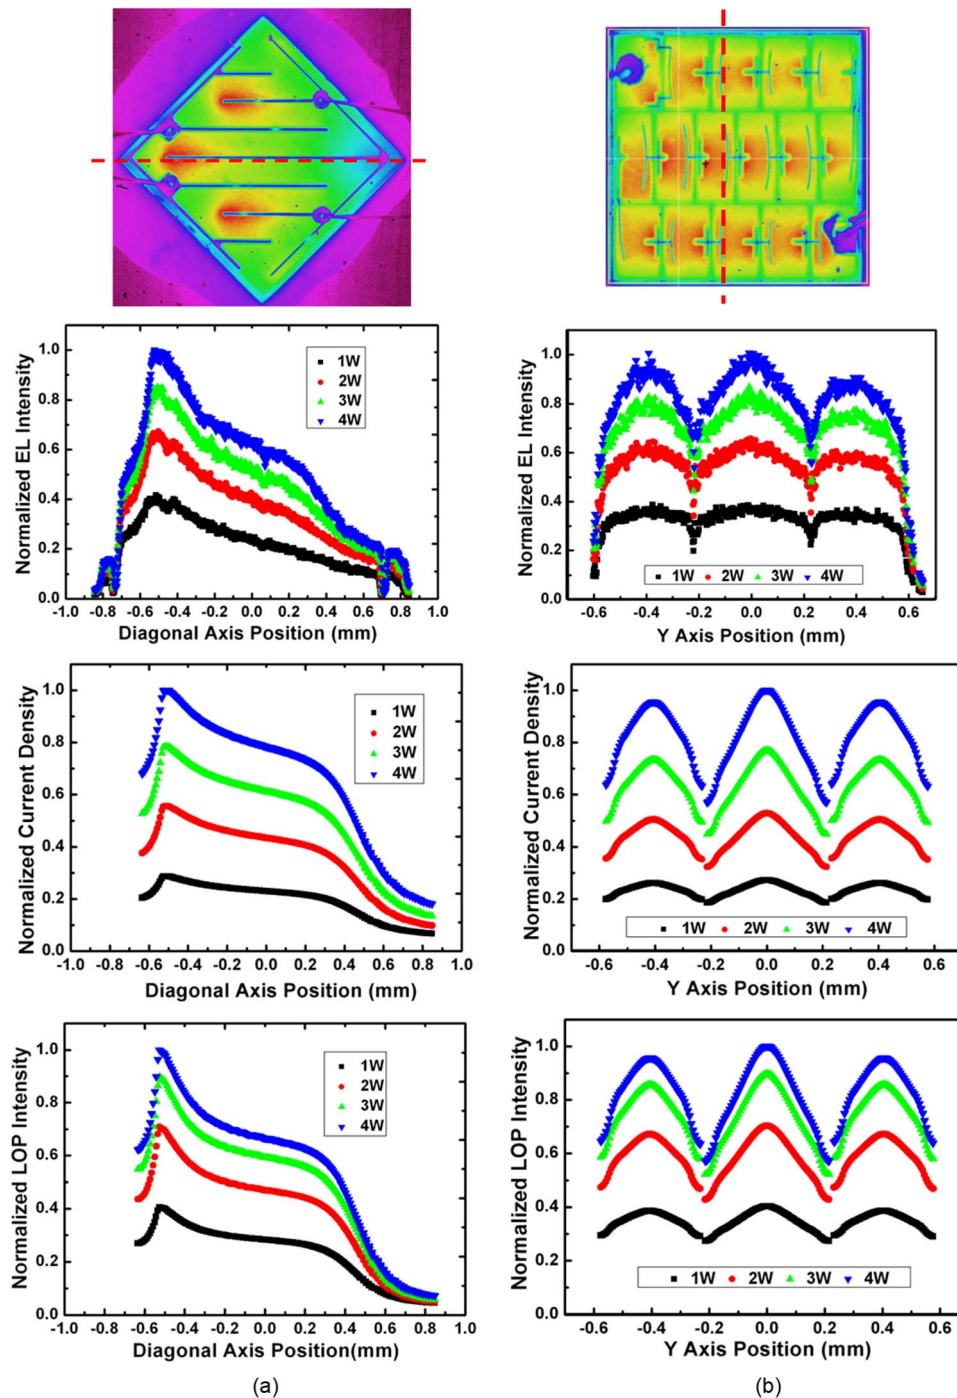 1.0
0.8
0.6
0.4
0.2
0.0
Normalized EL Intensity
1W
2W
3W
4W
-1.0 -0.8 -0.6 -0.4 -0.2 0.0 0.2 0.4 0.6 0.8 1.0
Diagonal Axis Position (mm)
1.0
0.8
0.6
0.4
0.2
0.0
Normalized EL Intensity
1W 2W 3W 4W
-0.6 -0.4 -0.2 0.0 0.2 0.4 0.6
Y Axis Position (mm)
1.0
0.8
0.6
0.4
0.2
0.0
Normalized Current Density
1W
2W
3W
4W
-1.0 -0.8 -0.6 -0.4 -0.2 0.0 0.2 0.4 0.6 0.8 1.0
Diagonal Axis Position (mm)
1.0
0.8
0.6
0.4
0.2
0.0
Normalized Current Density
1W 2W 3W 4W
-0.6 -0.4 -0.2 0.0 0.2 0.4 0.6
Y Axis Position (mm)
1.0
0.8
0.6
0.4
0.2
0.0
Normalized LOP Intensity
1W
2W
3W
4W
-1.0 -0.8 -0.6 -0.4 -0.2 0.0 0.2 0.4 0.6 0.8 1.0
Diagonal Axis Position(mm)
1.0
0.8
0.6
0.4
0.2
0.0
Normalized LOP Intensity
1W 2W 3W 4W
-0.6 -0.4 -0.2 0.0 0.2 0.4 0.6
Y Axis Position (mm)
(a)
(b)